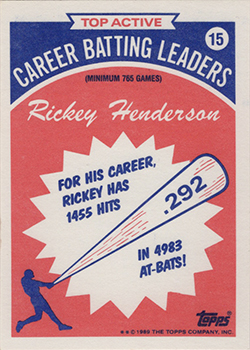 TOP ACTIVE
15
CAREER BATTING LEADERS
(MINIMUM 765 GAMES)
Rickey Henderson
FOR HIS CAREER,
RICKEY HAS
1455 HITS
.292
IN 4983
AT-BATS!
topps
★★© 1989 THE TOPPS COMPANY, INC.